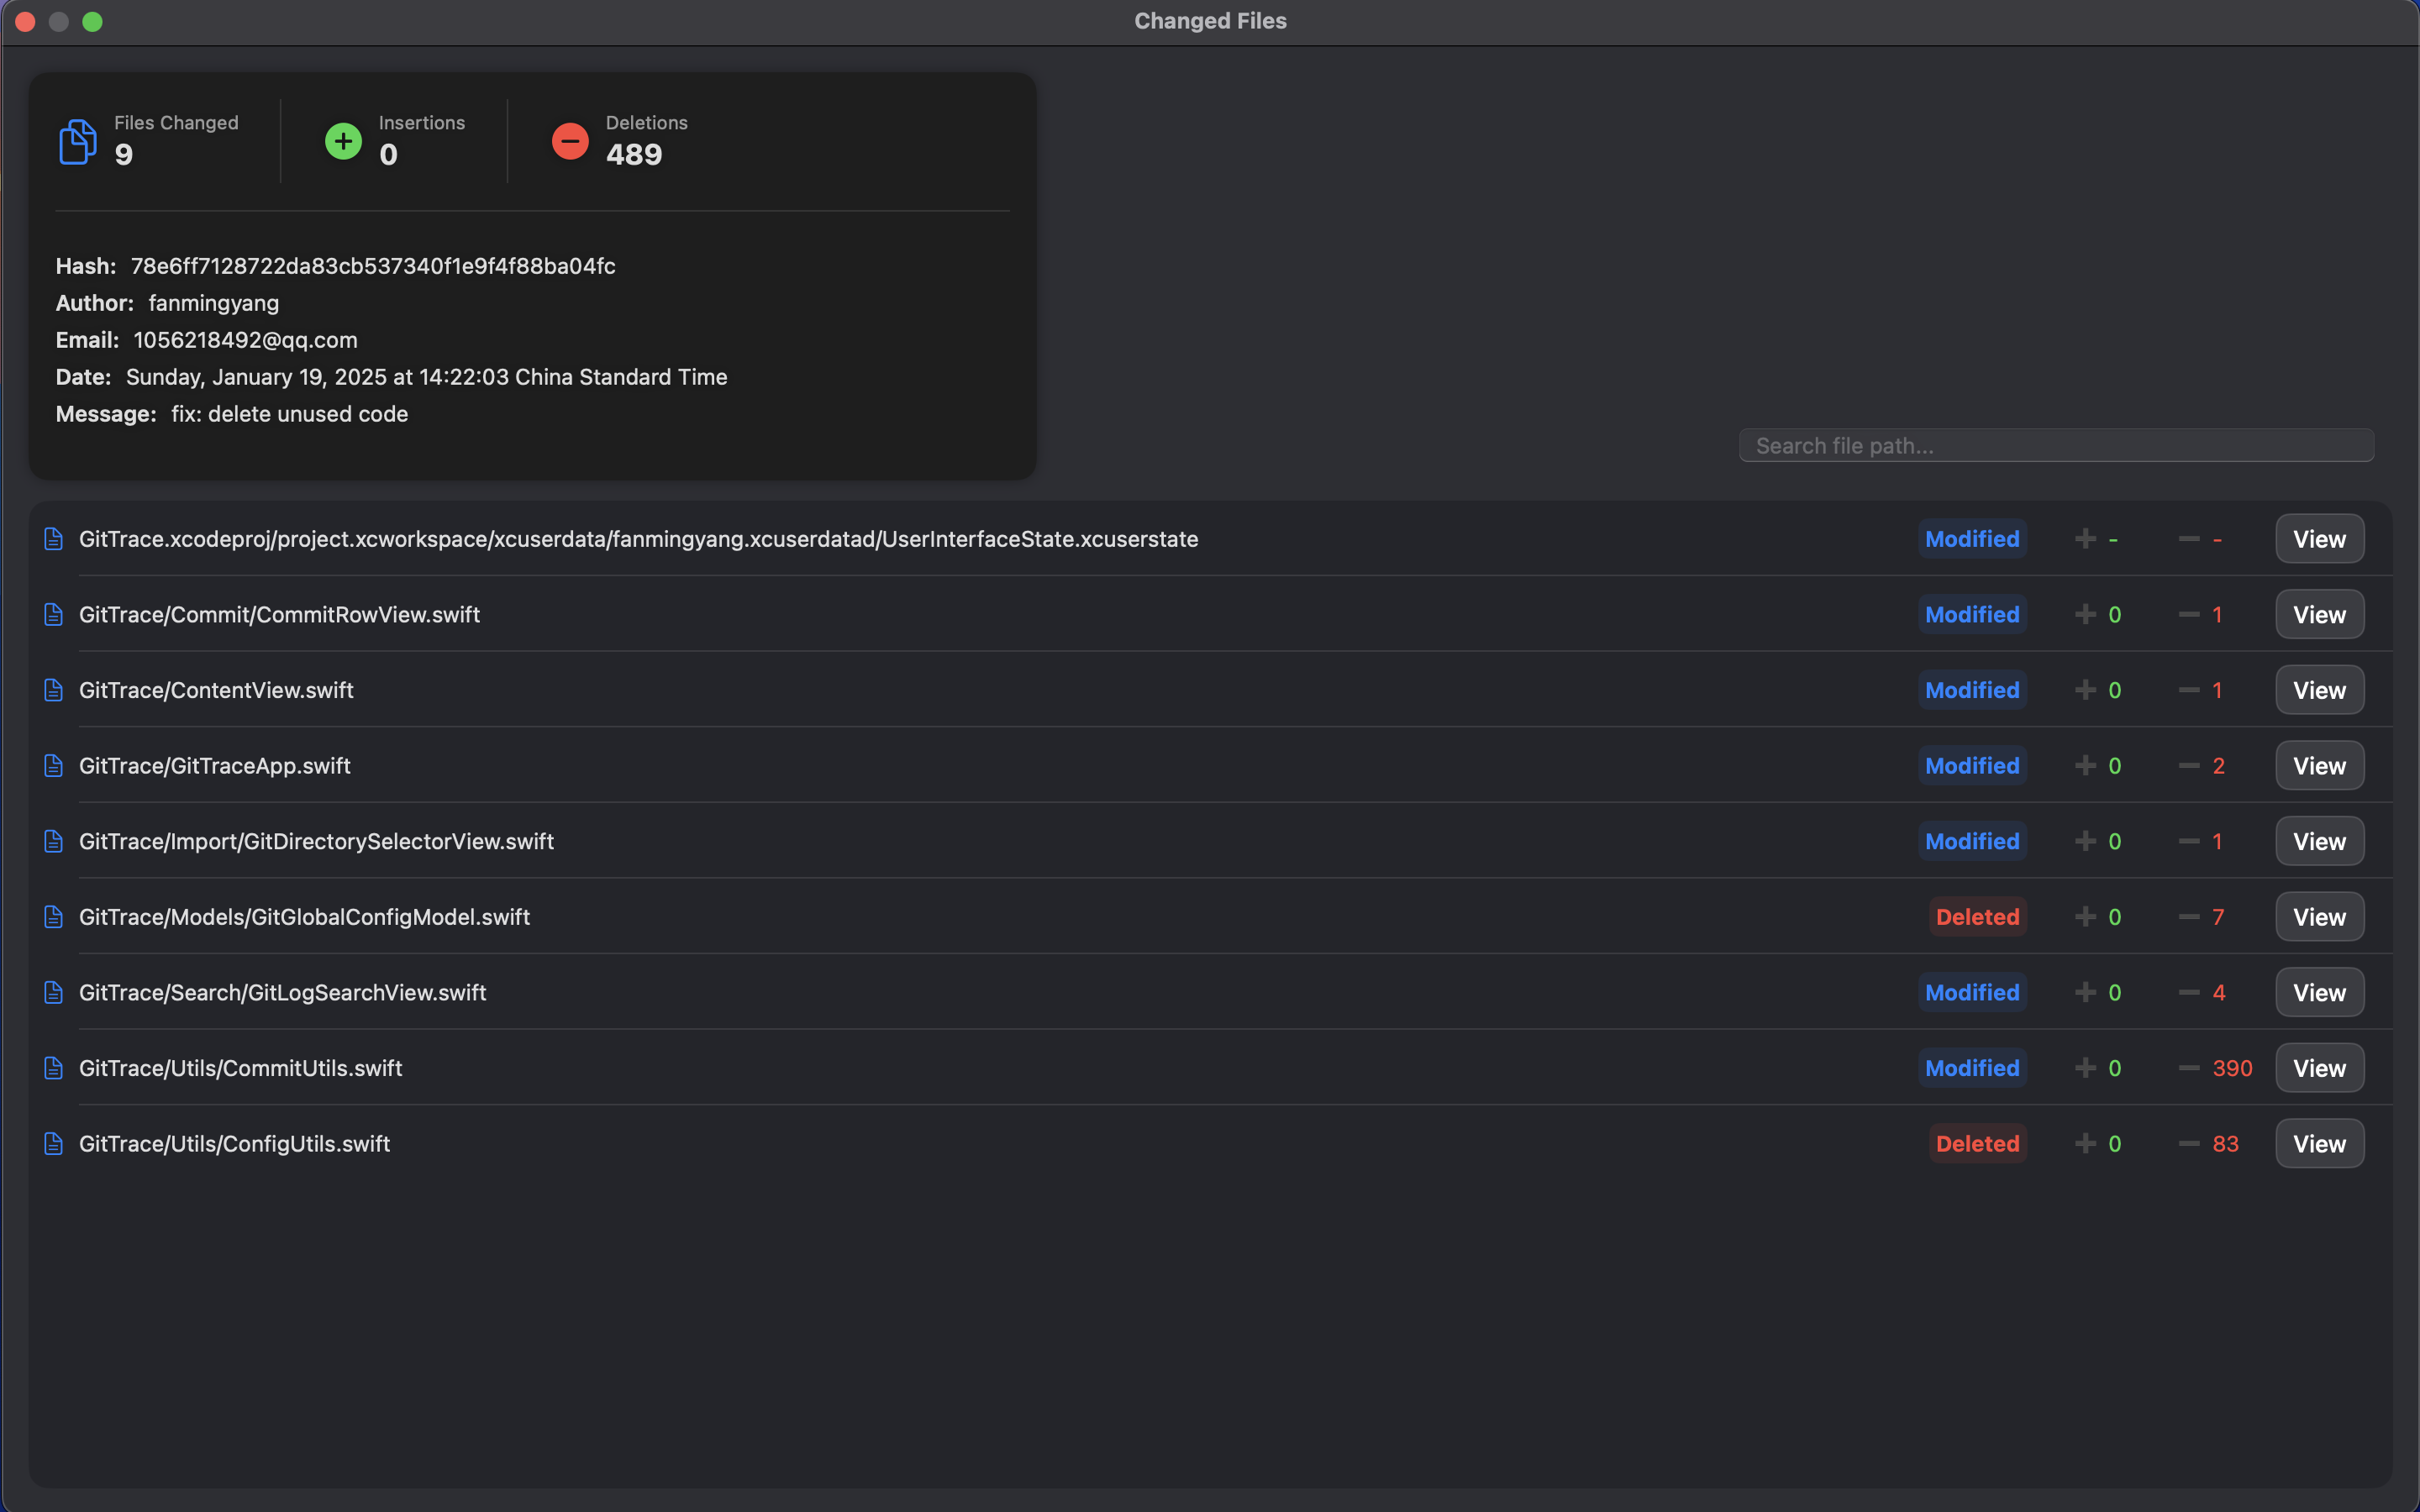 Changed Files
Files Changed
9
Insertions
0
Deletions
489
Hash: 78e6ff7128722da83cb537340f1e9f4f88ba04fc
Author: fanmingyang
Email: 1056218492@qq.com
Date: Sunday, January 19, 2025 at 14:22:03 China Standard Time
Message: fix: delete unused code
Search file path...
GitTrace.xcodeproj/project.xcworkspace/xcuserdata/fanmingyang.xcuserdatad/UserInterfaceState.xcuserstate Modified + - - - View
GitTrace/Commit/CommitRowView.swift Modified + 0 - 1 View
GitTrace/ContentView.swift Modified + 0 - 1 View
GitTrace/GitTraceApp.swift Modified + 0 - 2 View
GitTrace/Import/GitDirectorySelectorView.swift Modified + 0 - 1 View
GitTrace/Models/GitGlobalConfigModel.swift Deleted + 0 - 7 View
GitTrace/Search/GitLogSearchView.swift Modified + 0 - 4 View
GitTrace/Utils/CommitUtils.swift Modified + 0 - 390 View
GitTrace/Utils/ConfigUtils.swift Deleted + 0 - 83 View